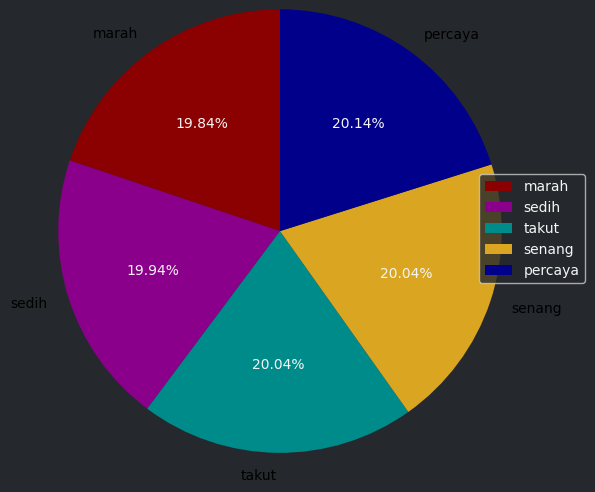 marah
percaya
19.84%
20.14%
marah
sedih
takut
senang
percaya
19.94%
20.04%
sedih
senang
20.04%
takut